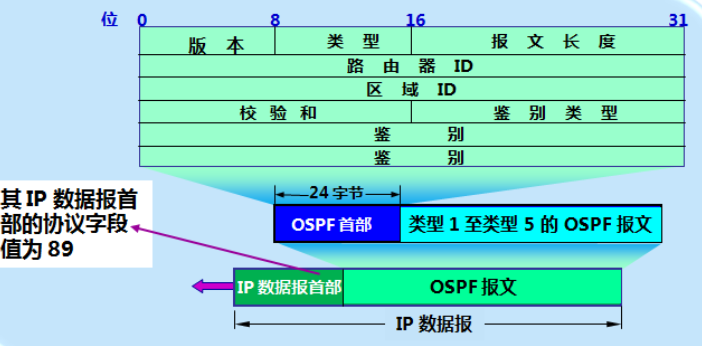 位 0 8 16 31
版 本 类 型 报 文 长 度
路 由 器 ID
区 域 ID
校 验 和 鉴 别 类 型
鉴 别
鉴 别
24 字节
OSPF 首部 类型 1 至类型 5 的 OSPF 报文
其 IP 数据报首
部的协议字段
值为 89
IP 数据报首部 OSPF 报文
IP 数据报